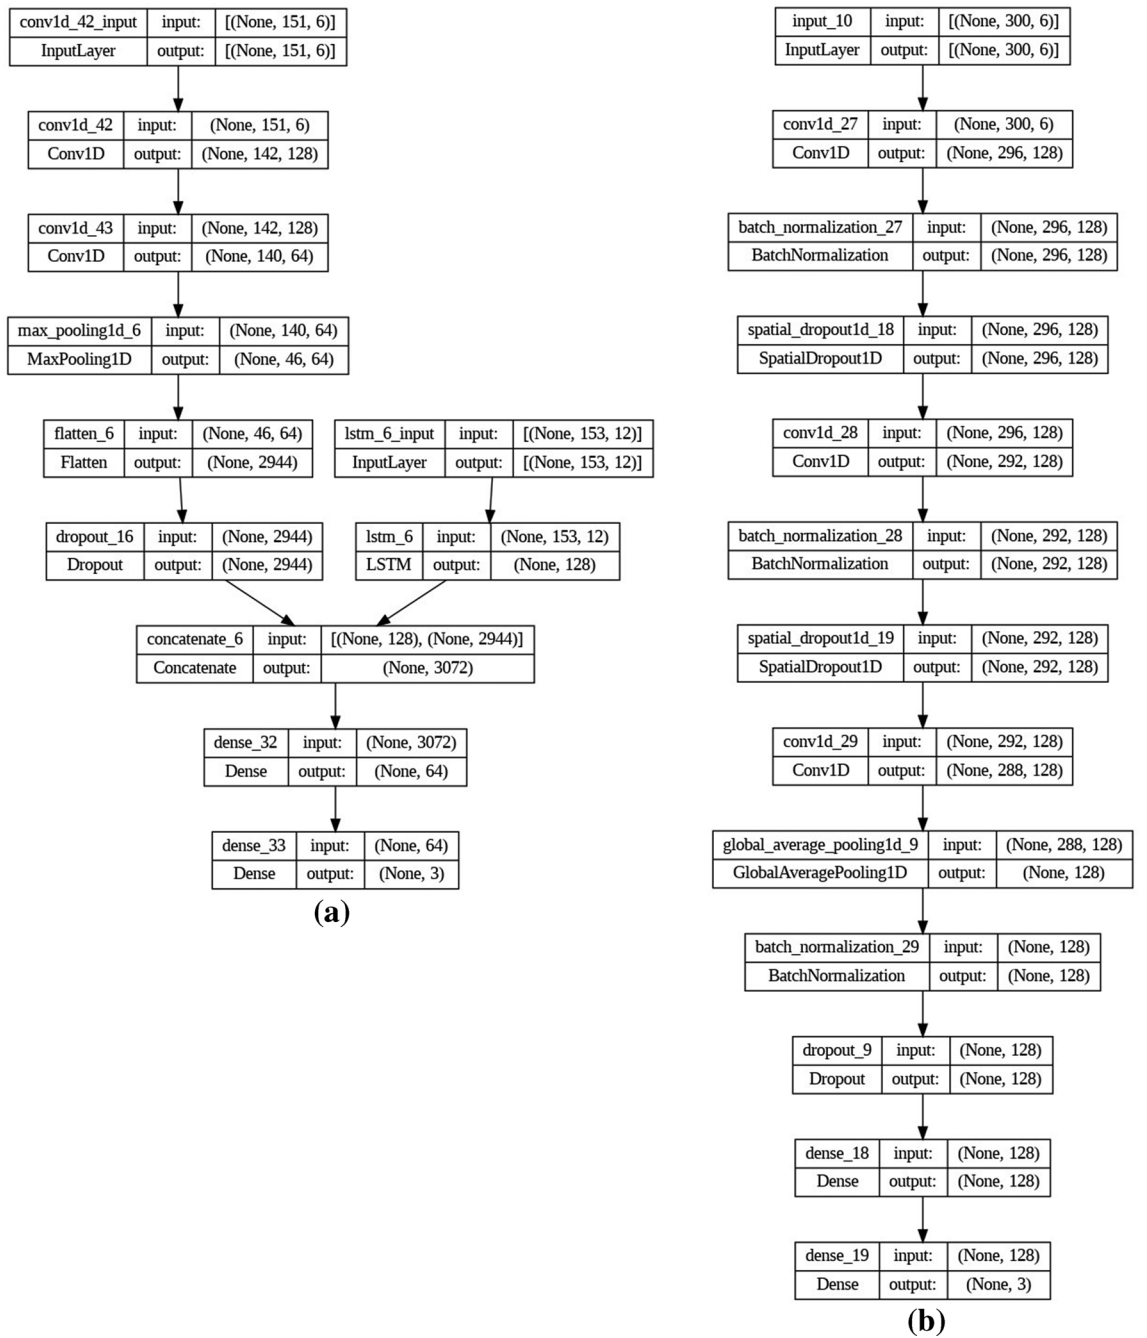 conv1d_42_input input: [(None, 151, 6)]
InputLayer output: [(None, 151, 6)]
conv1d_42 input: (None, 151, 6)
Conv1D output: (None, 142, 128)
conv1d_43 input: (None, 142, 128)
Conv1D output: (None, 140, 64)
max_pooling1d_6 input: (None, 140, 64)
MaxPooling1D output: (None, 46, 64)
flatten_6 input: (None, 46, 64)
Flatten output: (None, 2944)
lstm_6_input input: [(None, 153, 12)]
InputLayer output: [(None, 153, 12)]
dropout_16 input: (None, 2944)
Dropout output: (None, 2944)
lstm_6 input: (None, 153, 12)
LSTM output: (None, 128)
concatenate_6 input: [(None, 128), (None, 2944)]
Concatenate output: (None, 3072)
dense_32 input: (None, 3072)
Dense output: (None, 64)
dense_33 input: (None, 64)
Dense output: (None, 3)
(a)
input_10 input: [(None, 300, 6)]
InputLayer output: [(None, 300, 6)]
conv1d_27 input: (None, 300, 6)
Conv1D output: (None, 296, 128)
batch_normalization_27 input: (None, 296, 128)
BatchNormalization output: (None, 296, 128)
spatial_dropout1d_18 input: (None, 296, 128)
SpatialDropout1D output: (None, 296, 128)
conv1d_28 input: (None, 296, 128)
Conv1D output: (None, 292, 128)
batch_normalization_28 input: (None, 292, 128)
BatchNormalization output: (None, 292, 128)
spatial_dropout1d_19 input: (None, 292, 128)
SpatialDropout1D output: (None, 292, 128)
conv1d_29 input: (None, 292, 128)
Conv1D output: (None, 288, 128)
global_average_pooling1d_9 input: (None, 288, 128)
GlobalAveragePooling1D output: (None, 128)
batch_normalization_29 input: (None, 128)
BatchNormalization output: (None, 128)
dropout_9 input: (None, 128)
Dropout output: (None, 128)
dense_18 input: (None, 128)
Dense output: (None, 128)
dense_19 input: (None, 128)
Dense output: (None, 3)
(b)